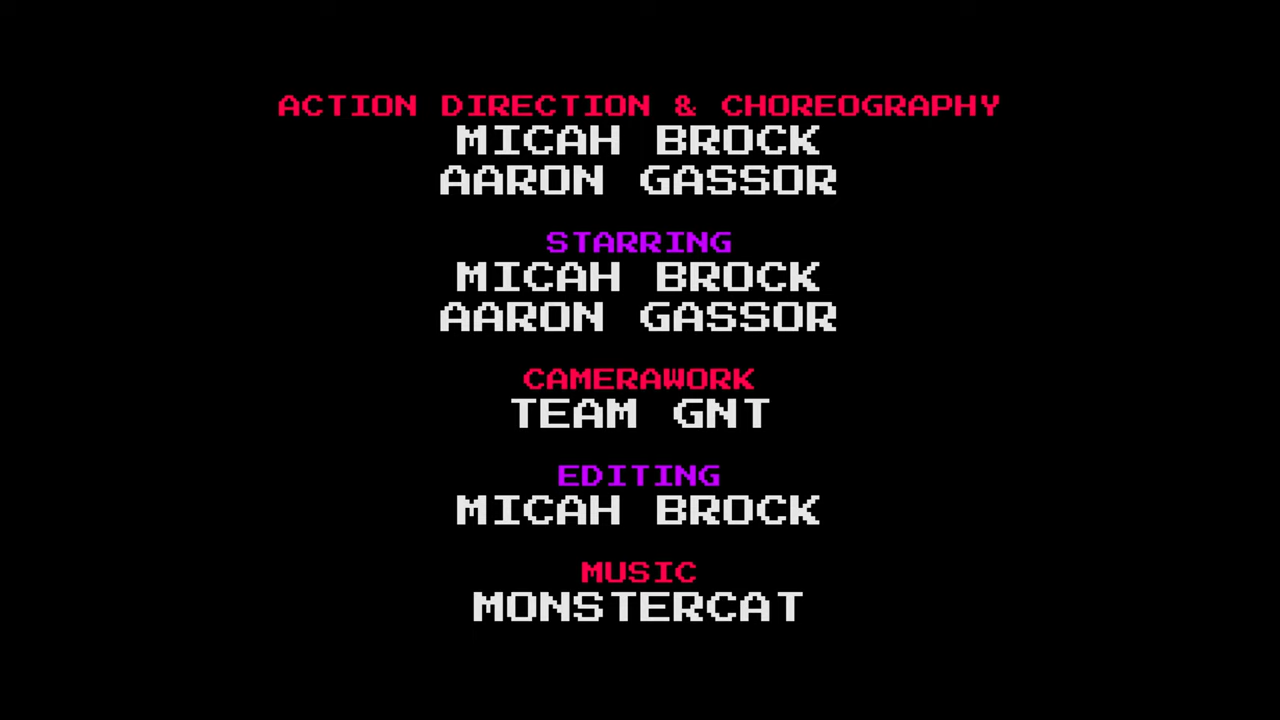 ACTION DIRECTION & CHOREOGRAPHY
MICAH BROCK
AARON GASSOR
STARRING
MICAH BROCK
AARON GASSOR
CAMERAWORK
TEAM GNT
EDITING
MICAH BROCK
MUSIC
MONSTERCAT